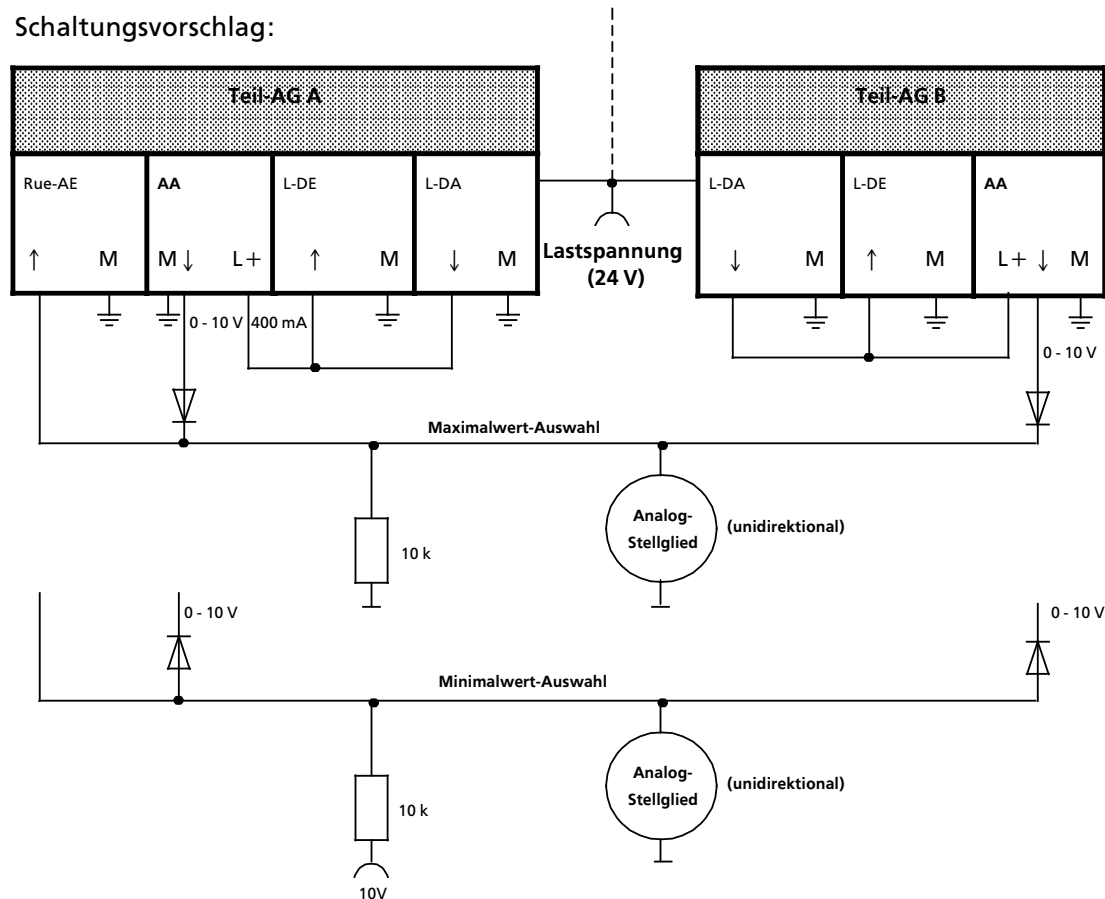 Schaltungsvorschlag:
Teil-AG A
Teil-AG B
Rue-AE
AA
L-DE
L-DA
L-DA
L-DE
AA
↑ M
M ↓ L+
↑ M
↓ M
Lastspannung
(24 V)
↓ M
↑ M
L+ ↓ M
0 - 10 V
400 mA
0 - 10 V
Maximalwert-Auswahl
Analog-
Stellglied
(unidirektional)
10 k
0 - 10 V
0 - 10 V
Minimalwert-Auswahl
Analog-
Stellglied
(unidirektional)
10 k
10V